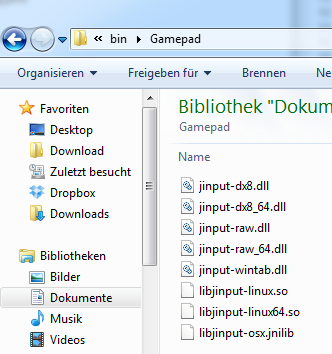 « bin Gamepad
Organisieren Freigeben für Brennen Ne
Favoriten
Desktop
Download
Zuletzt besucht
Dropbox
Downloads
Bibliotheken
Bilder
Dokumente
Musik
Videos
Bibliothek "Dokum
Gamepad
Name
jinput-dx8.dll
jinput-dx8_64.dll
jinput-raw.dll
jinput-raw_64.dll
jinput-wintab.dll
libjinput-linux.so
libjinput-linux64.so
libjinput-osx.jnilib